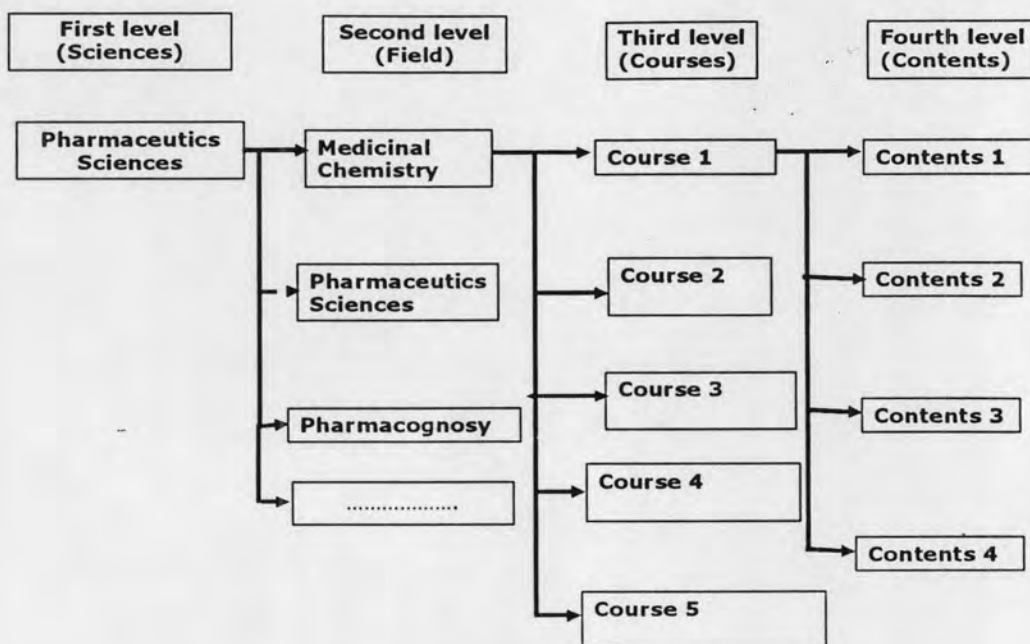 First level
(Sciences)
Second level
(Field)
Third level
(Courses)
Fourth level
(Contents)
Pharmaceutics
Sciences
Medicinal
Chemistry
Course 1
Contents 1
Pharmaceutics
Sciences
Course 2
Contents 2
Pharmacognosy
Course 3
Contents 3
....................
Course 4
Contents 4
Course 5